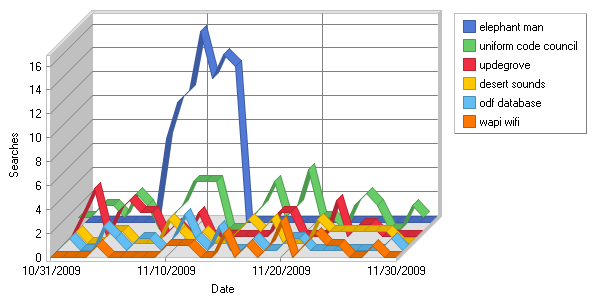 elephant man
uniform code council
updegrove
desert sounds
odf database
wapi wifi
Searches
16
14
12
10
8
6
4
2
0
10/31/2009
11/10/2009
11/20/2009
11/30/2009
Date